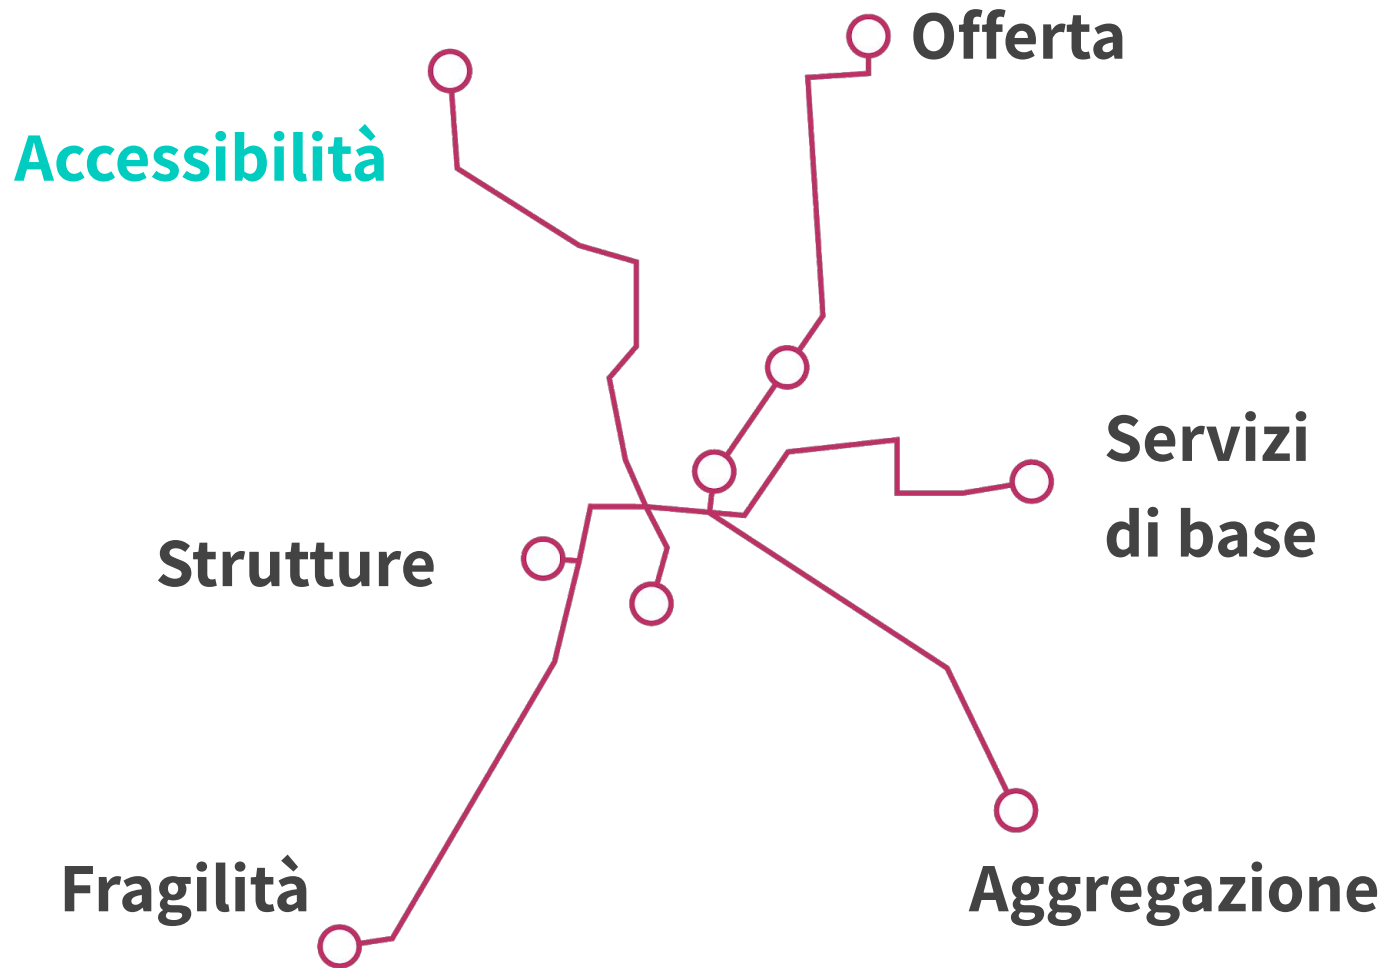 Offerta
Accessibilità
Servizi
di base
Strutture
Fragilità
Aggregazione